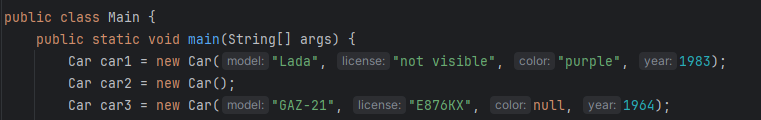 public class Main {
public static void main(String[] args) {
Car car1 = new Car( model: "Lada", license: "not visible", color: "purple", year: 1983);
Car car2 = new Car();
Car car3 = new Car( model: "GAZ-21", license: "E876KX", color: null, year: 1964);